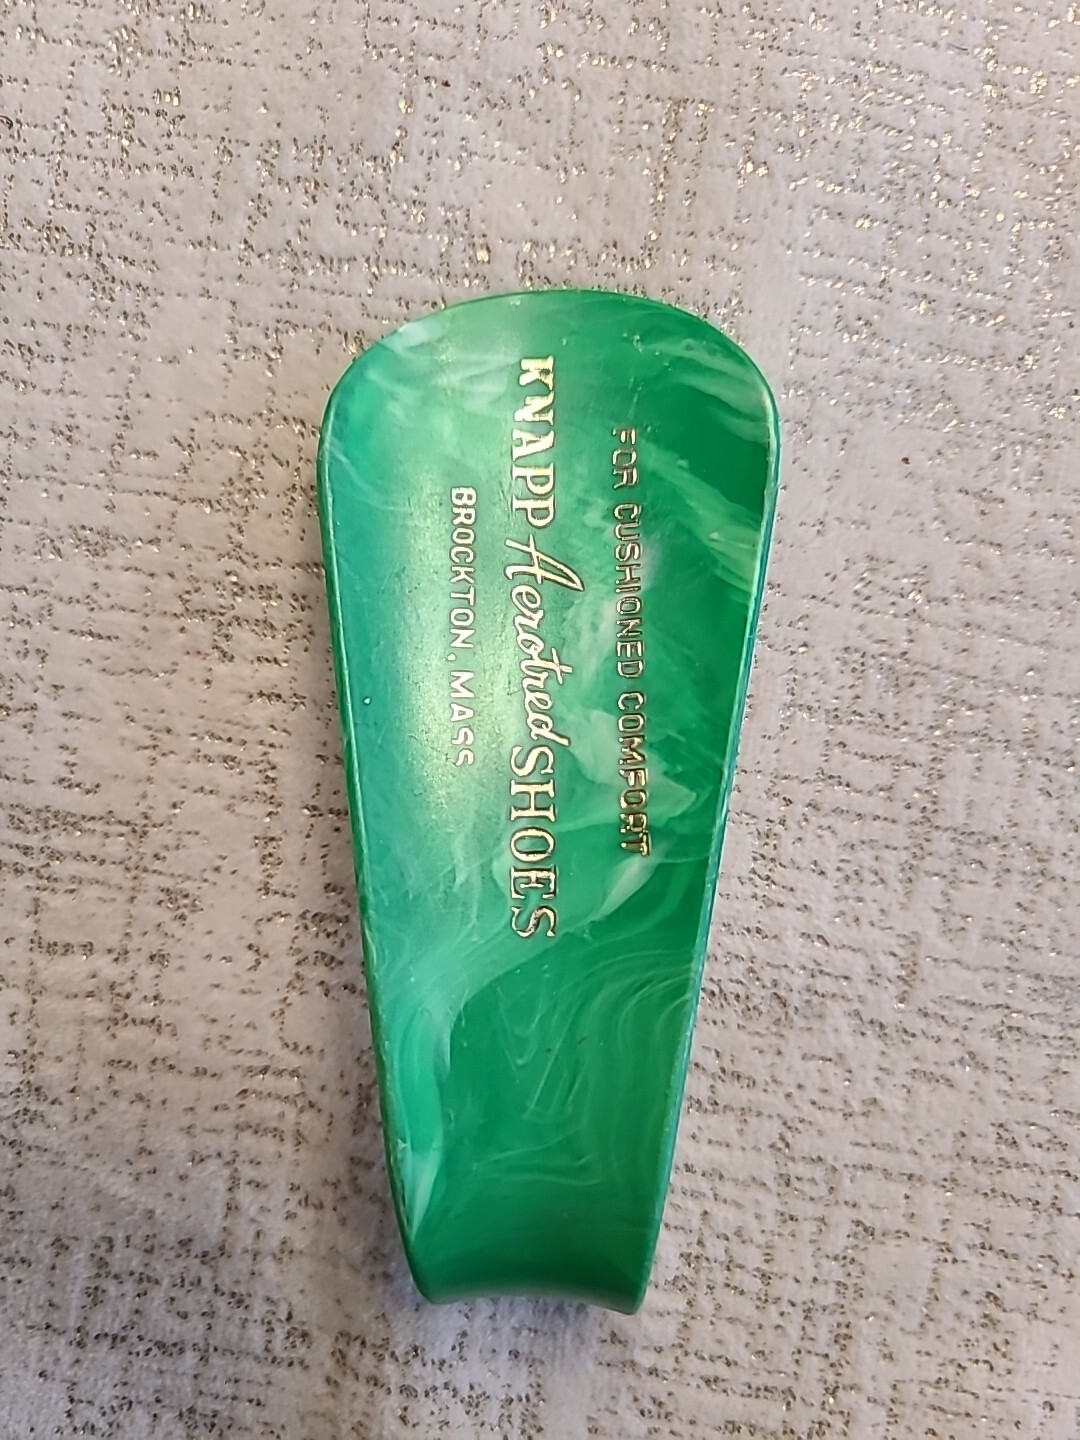 FOR CUSHIONED COMFORT
KNAPP Aerotred SHOES
BROCKTON, MASS